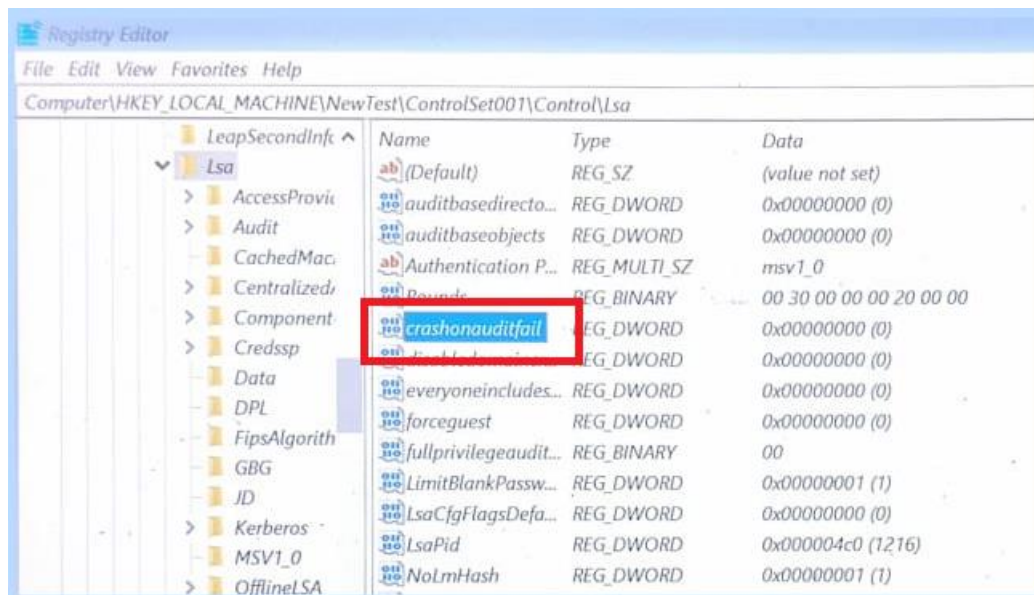 Registry Editor
File Edit View Favorites Help
Computer\HKEY_LOCAL_MACHINE\NewTest\ControlSet001\Control\Lsa
LeapSecondInfc
Lsa
AccessProvic
Audit
CachedMac
Centralized
Component
Credssp
Data
DPL
FipsAlgorith
GBG
JD
Kerberos
MSV1_0
OfflineLSA
Name Type Data
(Default) REG_SZ (value not set)
auditbasedirecto... REG_DWORD 0x00000000 (0)
auditbaseobjects REG_DWORD 0x00000000 (0)
Authentication P... REG_MULTI_SZ msv1_0
Bounds REG_BINARY 00 30 00 00 00 20 00 00
crashonauditfail REG_DWORD 0x00000000 (0)
REG_DWORD 0x00000000 (0)
everyoneincludes... REG_DWORD 0x00000000 (0)
forceguest REG_DWORD 0x00000000 (0)
fullprivilegeaudit... REG_BINARY 00
LimitBlankPassw... REG_DWORD 0x00000001 (1)
LsaCfgFlagsDefa... REG_DWORD 0x00000000 (0)
LsaPid REG_DWORD 0x000004c0 (1216)
NoLmHash REG_DWORD 0x00000001 (1)